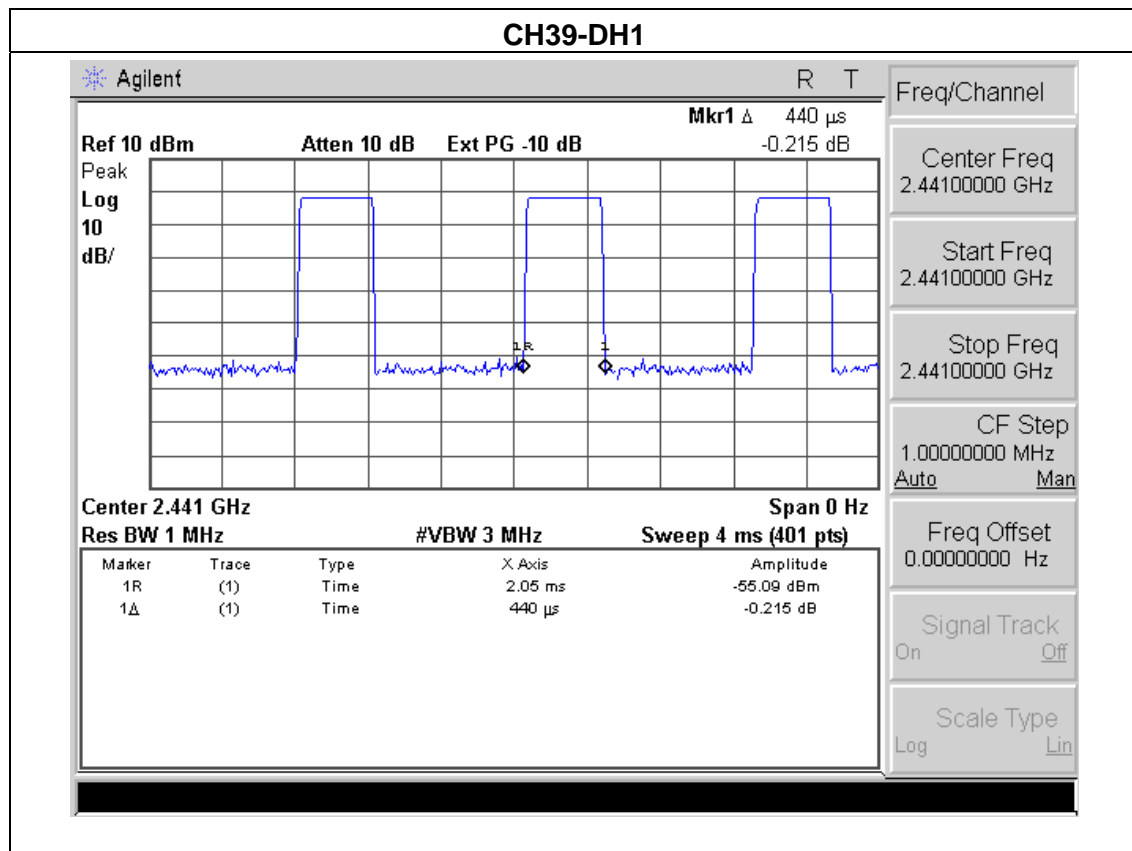 CH39-DH1
Agilent R T
Mkr1 Δ 440 μs
Ref 10 dBm Atten 10 dB Ext PG -10 dB -0.215 dB
Peak
Log
10
dB/
1R 1
Center 2.441 GHz Span 0 Hz
Res BW 1 MHz #VBW 3 MHz Sweep 4 ms (401 pts)
Marker Trace Type X Axis Amplitude
1R (1) Time 2.05 ms -55.09 dBm
1Δ (1) Time 440 μs -0.215 dB
Freq/Channel
Center Freq
2.44100000 GHz
Start Freq
2.44100000 GHz
Stop Freq
2.44100000 GHz
CF Step
1.00000000 MHz
Auto Man
Freq Offset
0.00000000 Hz
Signal Track
On Off
Scale Type
Log Lin